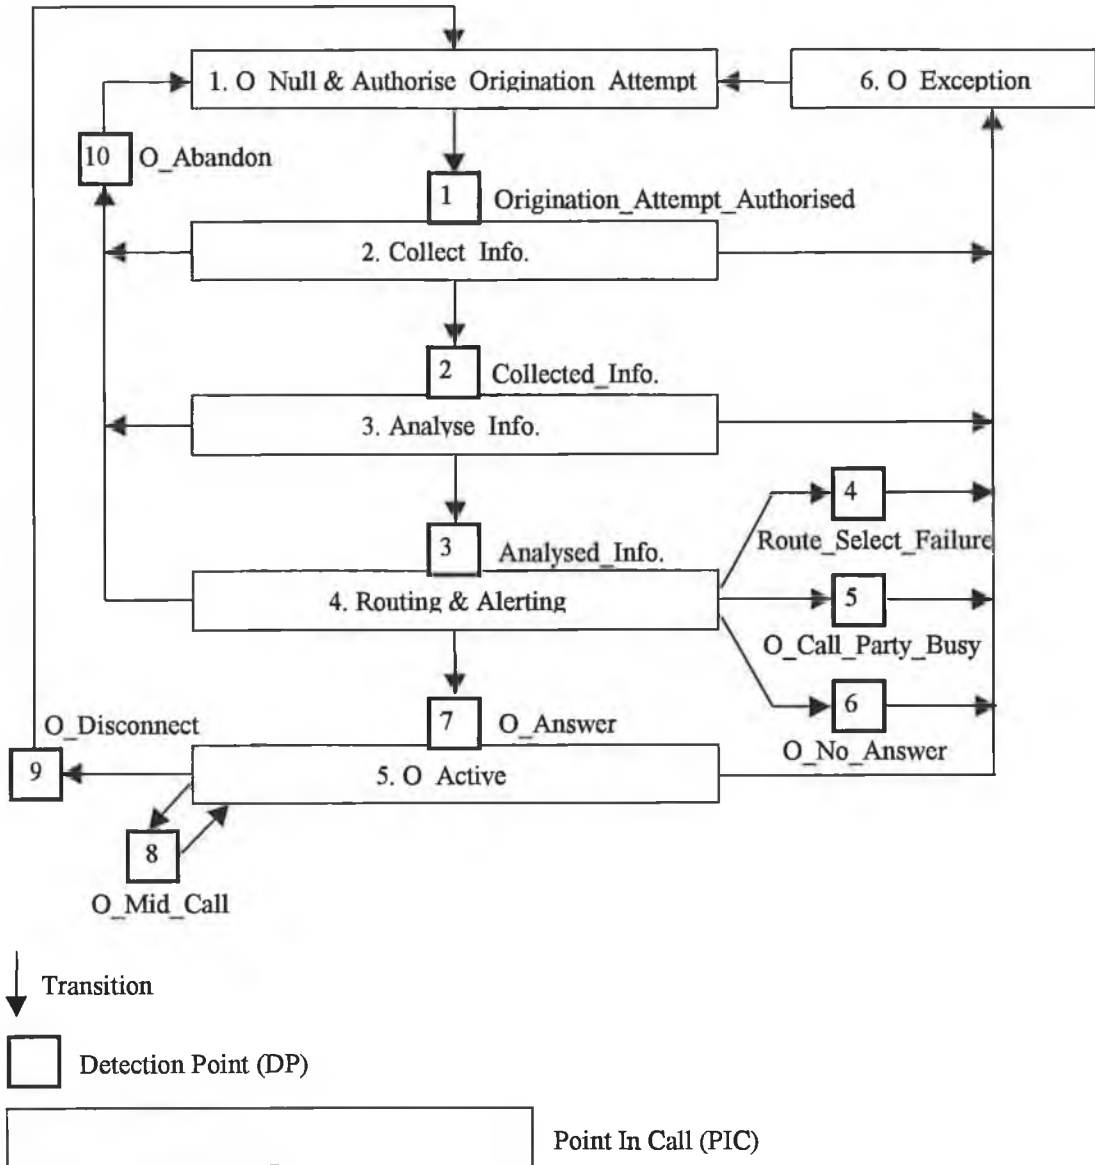 1. O Null & Authorise Origination Attempt
6. O Exception
10 O_Abandon
1 Origination_Attempt_Authorised
2. Collect Info.
2 Collected_Info.
3. Analyse Info.
4
Route_Select_Failure
3 Analysed_Info.
4. Routing & Alerting
5
O_Call_Party_Busy
6
O_No_Answer
7 O_Answer
O_Disconnect
9
5. O Active
8
O_Mid_Call
Transition
Detection Point (DP)
Point In Call (PIC)